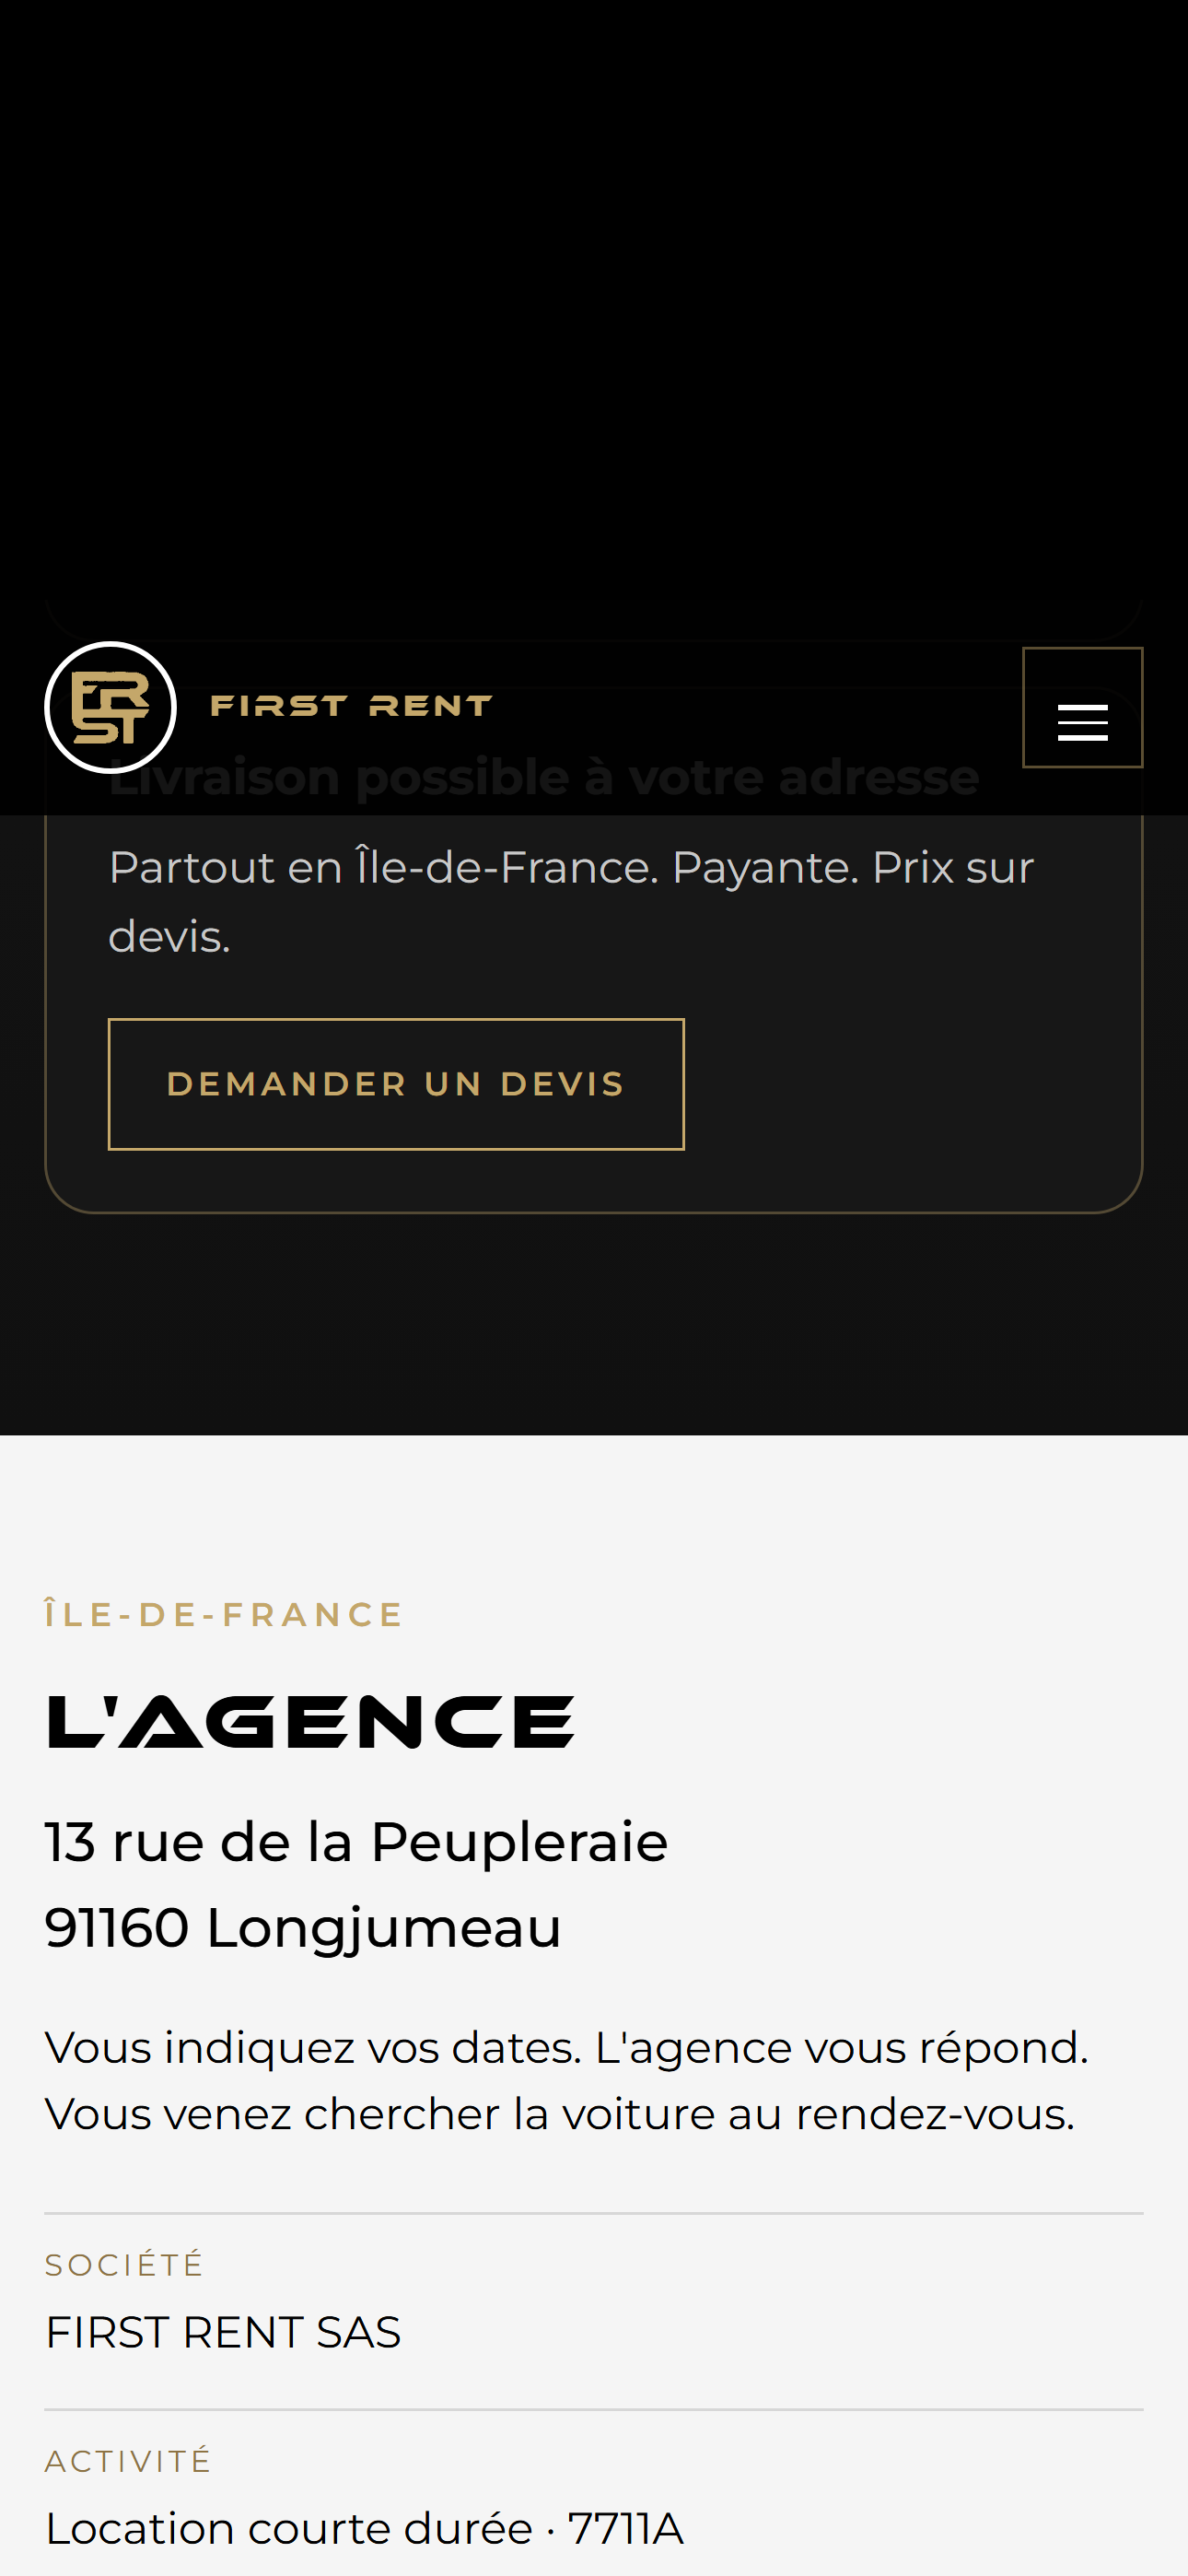 FRST
FIRST RENT
Livraison possible à votre adresse
Partout en Île-de-France. Payante. Prix sur
devis.
DEMANDER UN DEVIS
ÎLE-DE-FRANCE
L'AGENCE
13 rue de la Peupleraie
91160 Longjumeau
Vous indiquez vos dates. L'agence vous répond.
Vous venez chercher la voiture au rendez-vous.
SOCIÉTÉ
FIRST RENT SAS
ACTIVITÉ
Location courte durée · 7711A